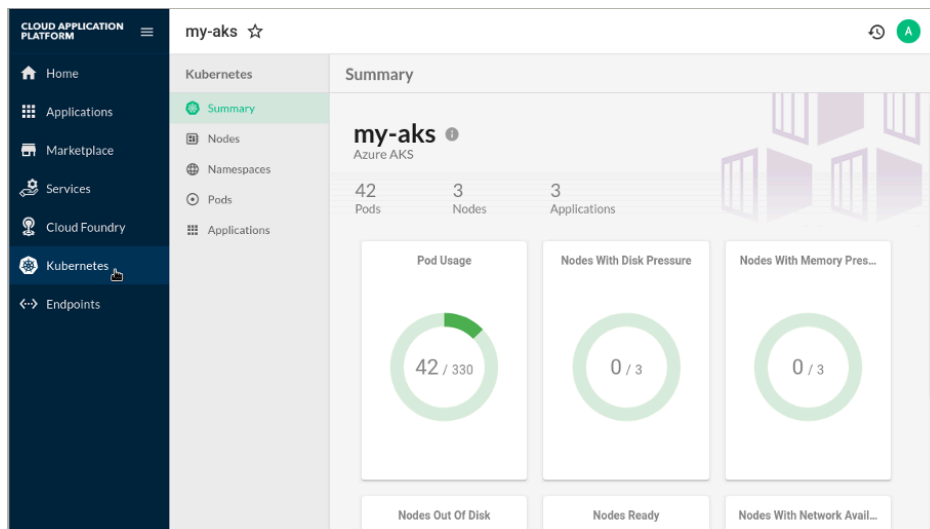 CLOUD APPLICATION
PLATFORM
my-aks
A
Home
Applications
Marketplace
Services
Cloud Foundry
Kubernetes
Endpoints
Kubernetes
Summary
Nodes
Namespaces
Pods
Applications
Summary
my-aks
Azure AKS
42 3 3
Pods Nodes Applications
Pod Usage Nodes With Disk Pressure Nodes With Memory Pres...
42 / 330 0 / 3 0 / 3
Nodes Out Of Disk Nodes Ready Nodes With Network Avail...